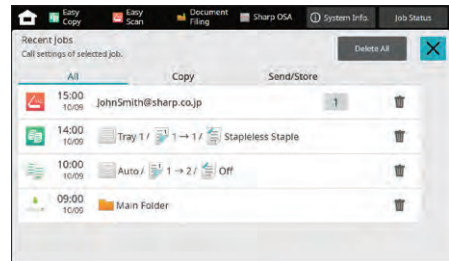 Easy Copy
Easy Scan
Document Filing
Sharp OSA
System Info.
Job Status
Recent Jobs
Call settings of selected job.
Delete All
All
Copy
Send/Store
15:00
10/09
JohnSmith@sharp.co.jp
1
14:00
10/09
Tray 1 / 1→1 / Stapleless Staple
10:00
10/09
Auto / 1→2 / Off
09:00
10/09
Main Folder